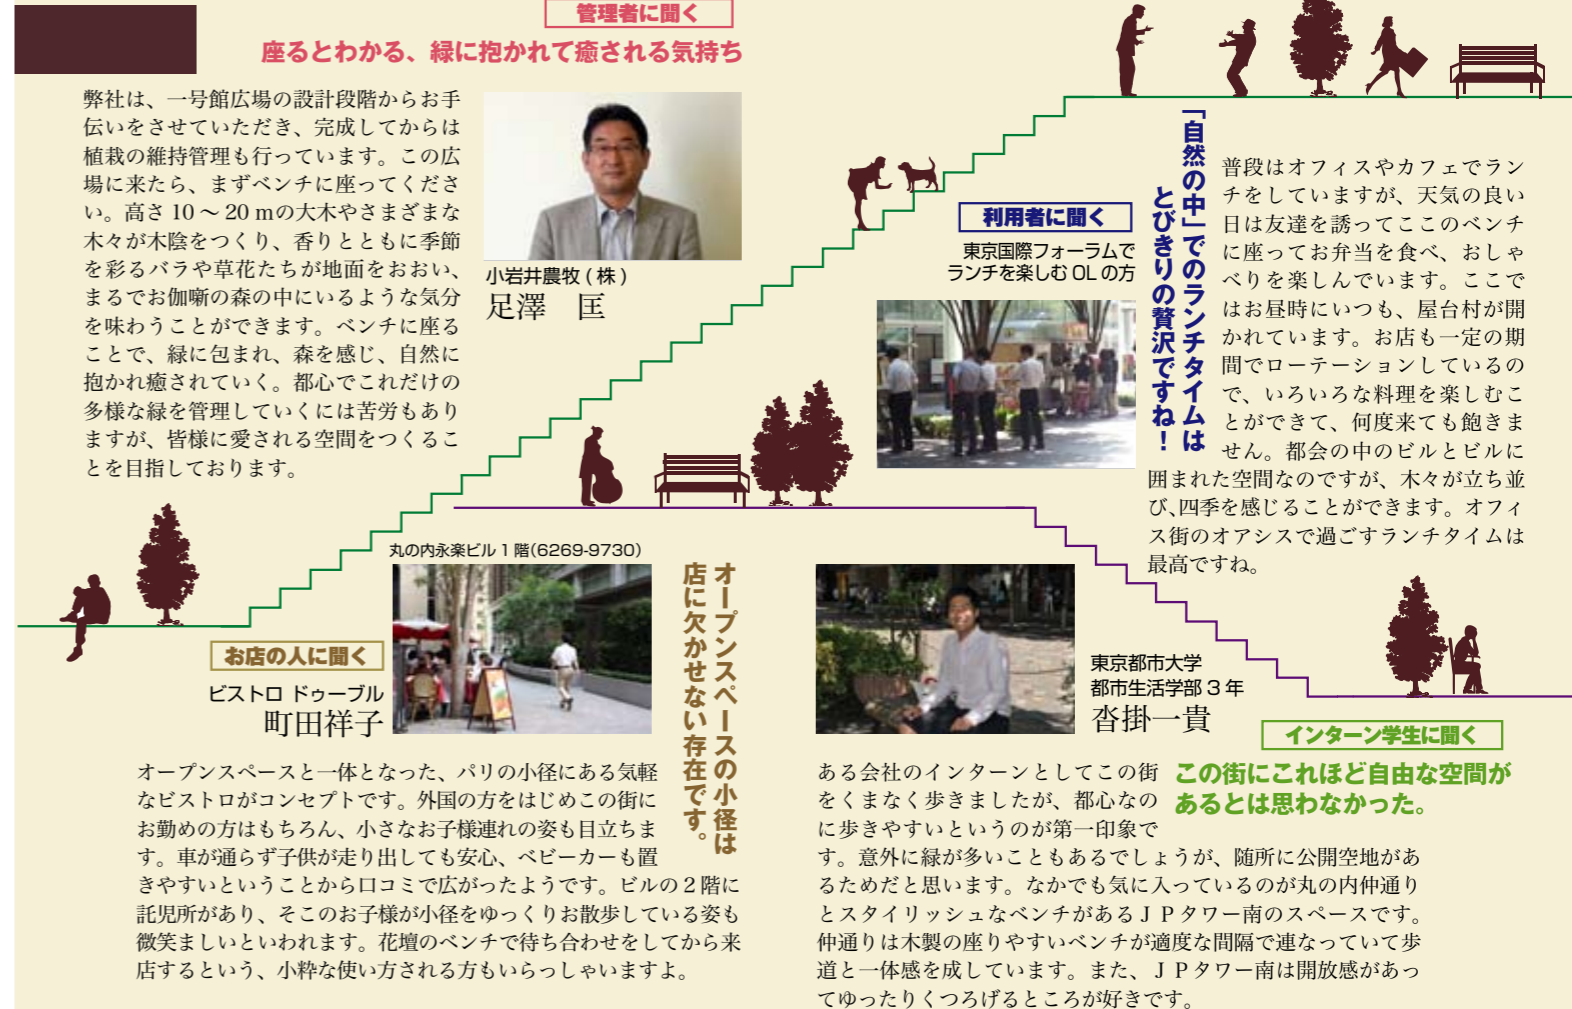 管理者に聞く
座るとわかる、緑に抱かれて癒される気持ち
弊社は、一号館広場の設計段階からお手
伝いをさせていただき、完成してからは
植栽の維持管理も行っています。この広
場に来たら、まずベンチに座ってくださ
い。高さ 10 〜 20 mの大木やさまざまな
木々が木陰をつくり、香りとともに季節
を彩るバラや草花たちが地面をおおい、
まるでお伽噺の森の中にいるような気分
を味わうことができます。ベンチに座る
ことで、緑に包まれ、森を感じ、自然に
抱かれ癒されていく。都心でこれだけの
多様な緑を管理していくには苦労もあり
ますが、皆様に愛される空間をつくるこ
とを目指しております。
小岩井農牧 ( 株 )
足澤　匡
利用者に聞く
東京国際フォーラムで
ランチを楽しむ OL の方
「自然の中」でのランチタイムは
とびきりの贅沢ですね！
普段はオフィスやカフェでラン
チをしていますが、天気の良い
日は友達を誘ってここのベンチ
に座ってお弁当を食べ、おしゃ
べりを楽しんでいます。ここで
はお昼時にいつも、屋台村が開
かれています。お店も一定の期
間でローテーションしているの
で、いろいろな料理を楽しむこ
とができて、何度来ても飽きま
せん。都会の中のビルとビルに
囲まれた空間なのですが、木々が立ち並
び、四季を感じることができます。オフィ
ス街のオアシスで過ごすランチタイムは
最高ですね。
丸の内永楽ビル 1 階(6269-9730)
お店の人に聞く
ビストロ ドゥーブル
町田祥子
オープンスペースの小径は
店に欠かせない存在です。
オープンスペースと一体となった、パリの小径にある気軽
なビストロがコンセプトです。外国の方をはじめこの街に
お勤めの方はもちろん、小さなお子様連れの姿も目立ちま
す。車が通らず子供が走り出しても安心、ベビーカーも置
きやすいということから口コミで広がったようです。ビルの２階に
託児所があり、そこのお子様が小径をゆっくりお散歩している姿も
微笑ましいといわれます。花壇のベンチで待ち合わせをしてから来
店するという、小粋な使い方される方もいらっしゃいますよ。
東京都市大学
都市生活学部 3 年
沓掛一貴
インターン学生に聞く
この街にこれほど自由な空間が
あるとは思わなかった。
ある会社のインターンとしてこの街
をくまなく歩きましたが、都心なの
に歩きやすいというのが第一印象で
す。意外に緑が多いこともあるでしょうが、随所に公開空地があ
るためだと思います。なかでも気に入っているのが丸の内仲通り
とスタイリッシュなベンチがあるＪＰタワー南のスペースです。
仲通りは木製の座りやすいベンチが適度な間隔で連なっていて歩
道と一体感を成しています。また、ＪＰタワー南は開放感があっ
てゆったりくつろげるところが好きです。